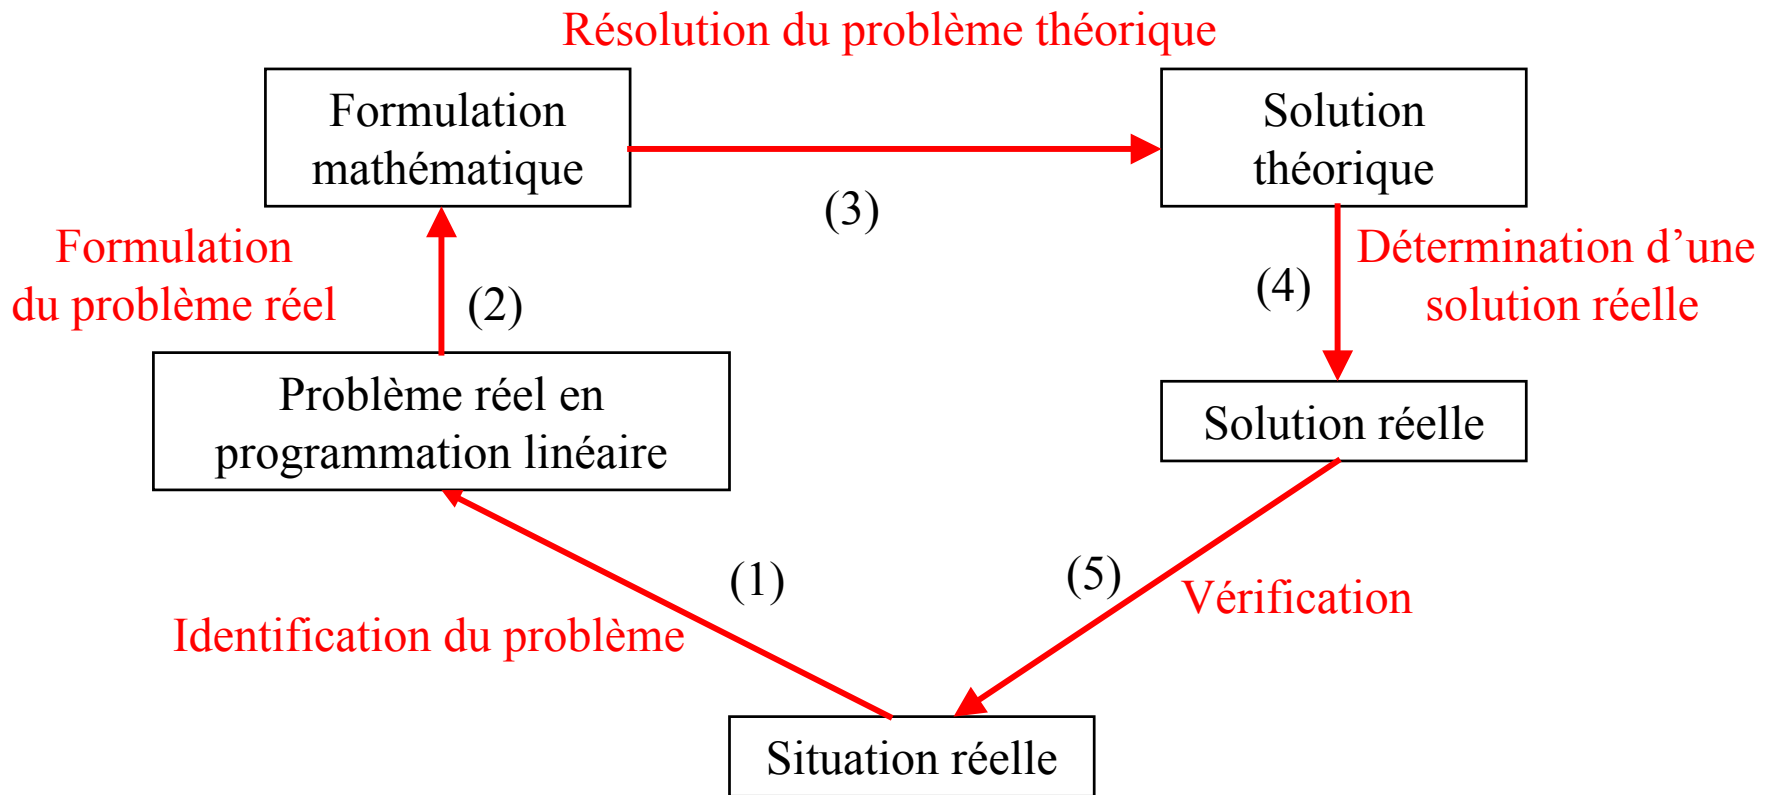 Résolution du problème théorique
Formulation
mathématique
Solution
théorique
(3)
Formulation
du problème réel
(2)
(4)
Détermination d’une
solution réelle
Problème réel en
programmation linéaire
Solution réelle
(1)
(5)
Identification du problème
Vérification
Situation réelle